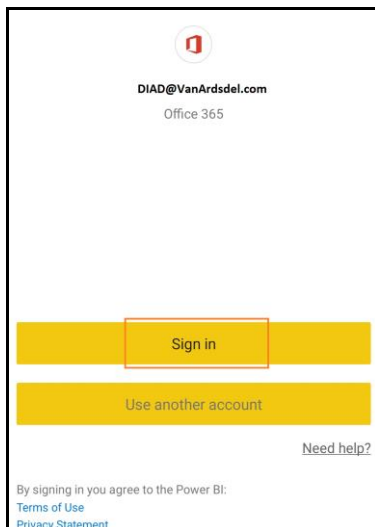 DIAD@VanArdsdel.com
Office 365
Sign in
Use another account
Need help?
By signing in you agree to the Power BI:
Terms of Use
Privacy Statement